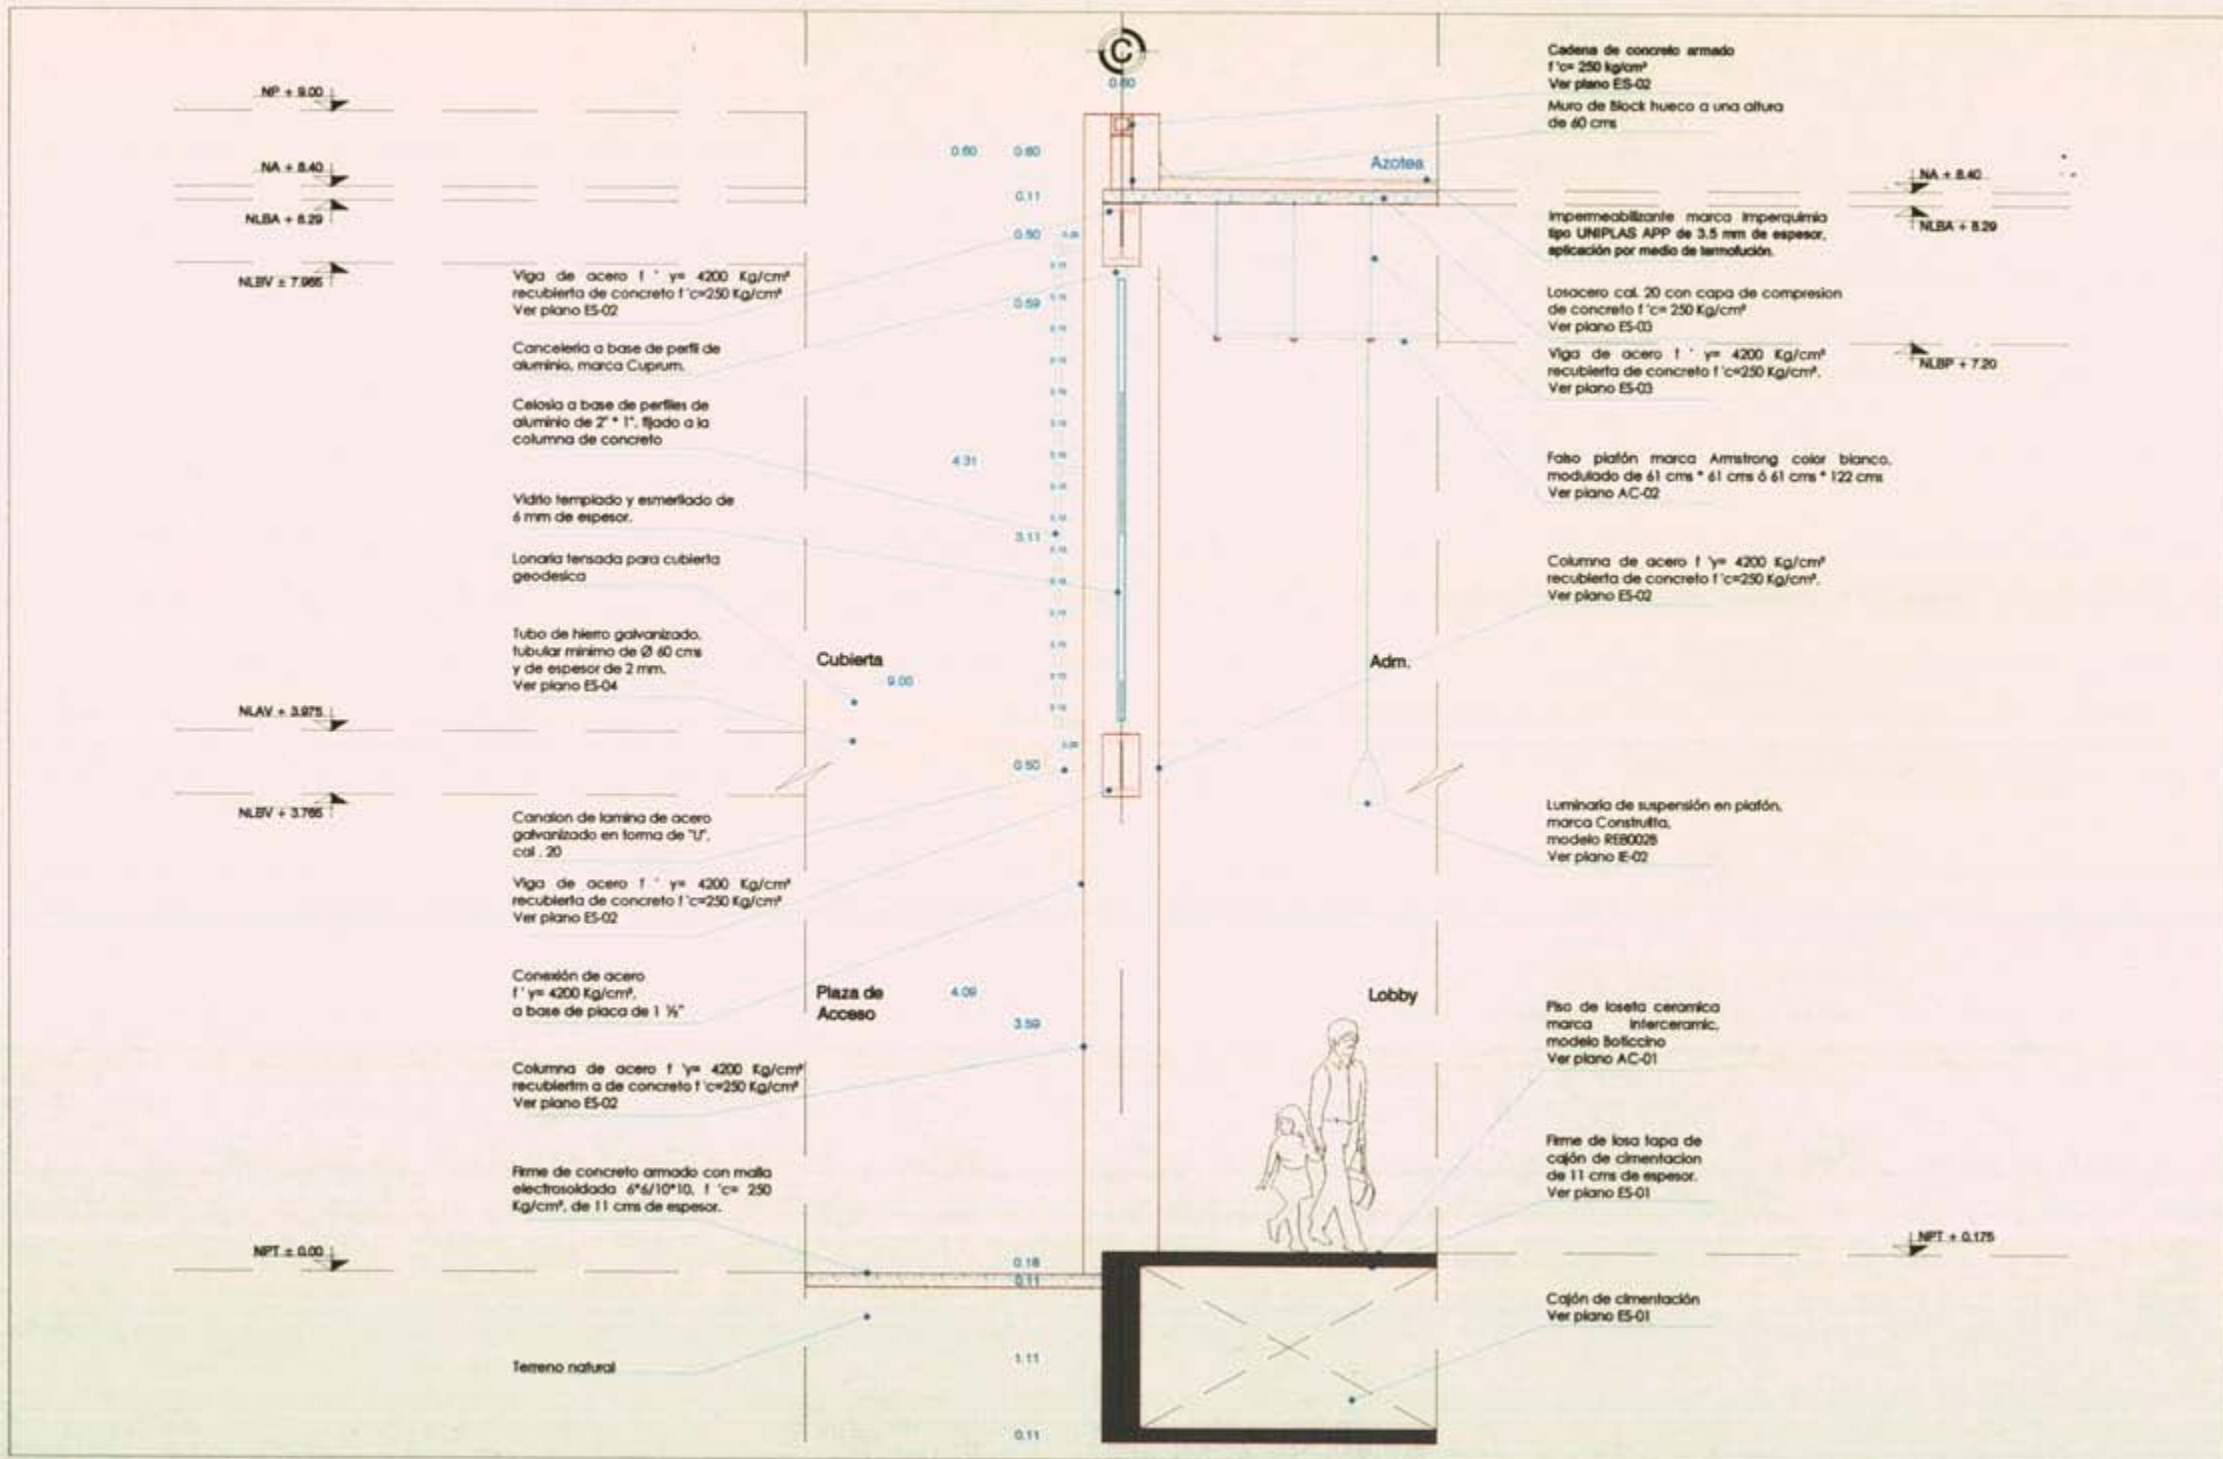 C
0.60
NP + 9.00
NA + 8.40
NLBA + 8.29
NLBV ± 7.965
Viga de acero f ' y= 4200 Kg/cm²
recubierta de concreto f 'c=250 Kg/cm²
Ver plano ES-02
Canceleria a base de perfil de
aluminio, marca Cuprum.
Celosia a base de perfiles de
aluminio de 2" * 1", fijado a la
columna de concreto
Vidrio templado y esmerilado de
6 mm de espesor.
Lonaria tensada para cubierta
geodesica
Tubo de hierro galvanizado,
tubular minimo de Ø 60 cms
y de espesor de 2 mm.
Ver plano ES-04
NLAV + 3.975
NLBV + 3.765
Canalon de lamina de acero
galvanizado en forma de "U",
cal . 20
Viga de acero f ' y= 4200 Kg/cm²
recubierta de concreto f 'c=250 Kg/cm²
Ver plano ES-02
Conexión de acero
f ' y= 4200 Kg/cm²,
a base de placa de 1 ½"
Columna de acero f 'y= 4200 Kg/cm²
recubiertm a de concreto f 'c=250 Kg/cm²
Ver plano ES-02
Firme de concreto armado con malla
electrosoldada 6*6/10*10, f 'c= 250
Kg/cm², de 11 cms de espesor.
NPT ± 0.00
Terreno natural
Cubierta
9.00
Plaza de
Acceso
0.60 0.60
0.11
0.50
0.59
4.31
3.11
0.50
4.09
3.59
0.18
0.11
1.11
0.11
Azotea
Adm.
Lobby
Cadena de concreto armado
f 'c= 250 kg/cm²
Ver plano ES-02
Muro de Block hueco a una altura
de 60 cms
NA + 8.40
NLBA + 8.29
Impermeabilizante marca Imperquimia
tipo UNIPLAS APP de 3.5 mm de espesor,
aplicación por medio de termofución.
Losacero cal. 20 con capa de compresion
de concreto f 'c= 250 Kg/cm²
Ver plano ES-03
Viga de acero f ' y= 4200 Kg/cm²
recubierta de concreto f 'c=250 Kg/cm².
Ver plano ES-03
NLBP + 7.20
Falso plafón marca Armstrong color blanco,
modulado de 61 cms * 61 cms ó 61 cms * 122 cms
Ver plano AC-02
Columna de acero f 'y= 4200 Kg/cm²
recubierta de concreto f 'c=250 Kg/cm².
Ver plano ES-02
Luminaria de suspensión en plafón,
marca Construlita,
modelo RE80028
Ver plano IE-02
Piso de loseta ceramica
marca Interceramic,
modelo Boticcino
Ver plano AC-01
Firme de losa tapa de
cajón de cimentacion
de 11 cms de espesor.
Ver plano ES-01
NPT + 0.175
Cajón de cimentación
Ver plano ES-01